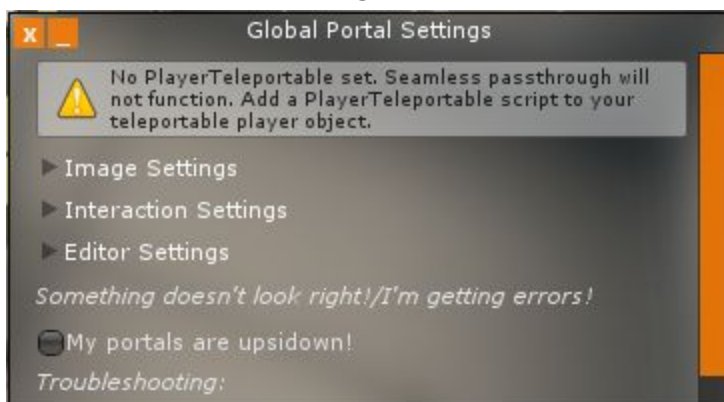 x _ Global Portal Settings
No PlayerTeleportable set. Seamless passthrough will
not function. Add a PlayerTeleportable script to your
teleportable player object.
Image Settings
Interaction Settings
Editor Settings
Something doesn't look right!/I'm getting errors!
My portals are upsidown!
Troubleshooting: